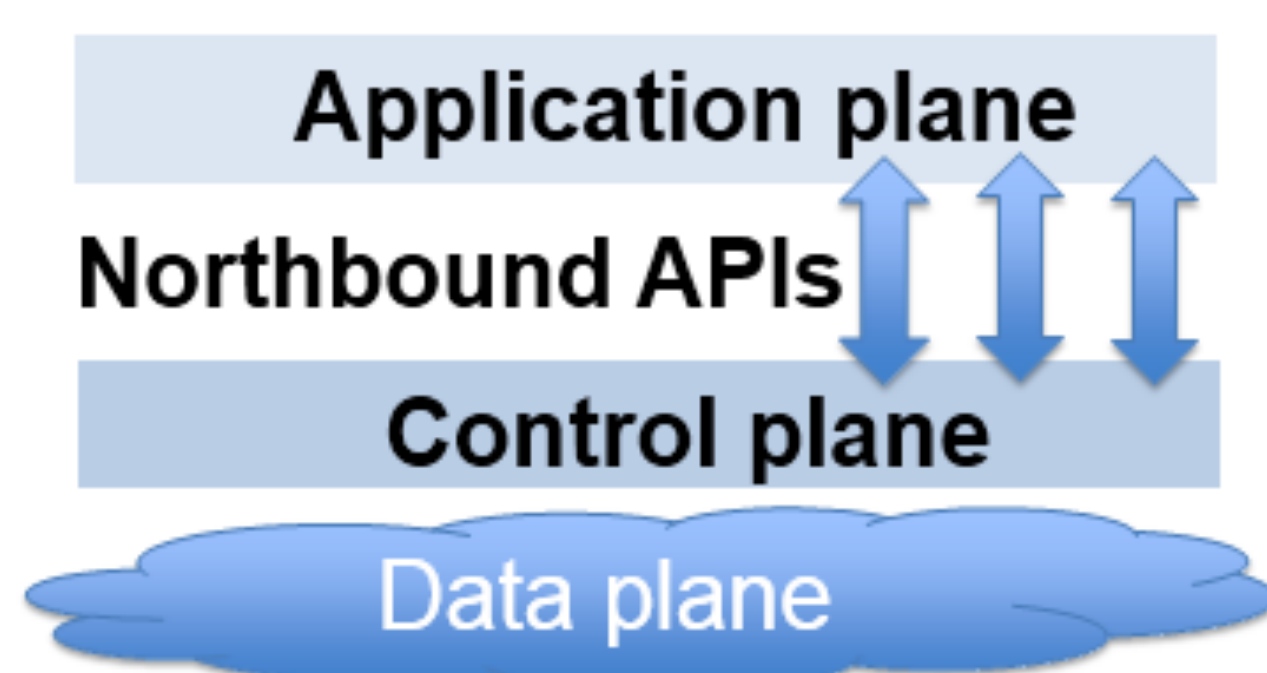 Application plane
Northbound APIs
Control plane
Data plane